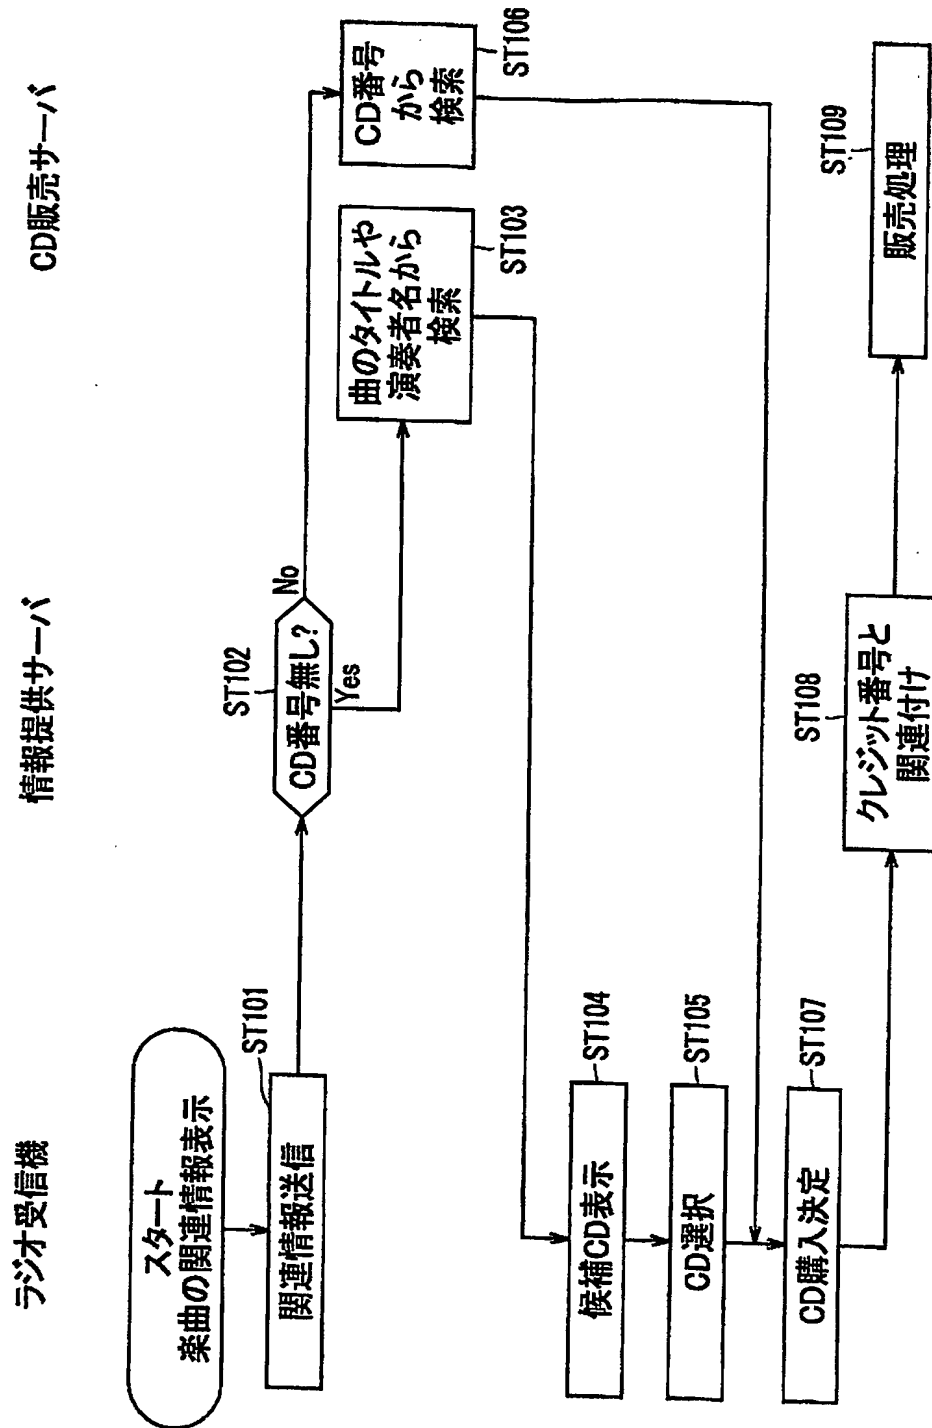 ラジオ受信機
情報提供サーバ
CD販売サーバ
スタート
楽曲の関連情報表示
ST101
関連情報送信
ST102
CD番号無し?
No
Yes
ST103
曲のタイトルや
演奏者名から
検索
ST106
CD番号
から
検索
ST104
候補CD表示
ST105
CD選択
ST107
CD購入決定
ST108
クレジット番号と
関連付け
ST109
販売処理